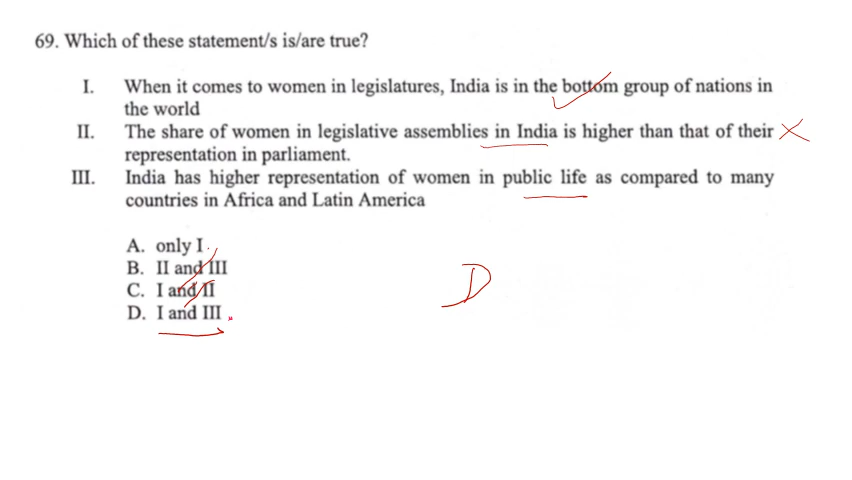 69. Which of these statement/s is/are true?
I. When it comes to women in legislatures, India is in the bottom group of nations in
the world
II. The share of women in legislative assemblies in India is higher than that of their
representation in parliament.
III. India has higher representation of women in public life as compared to many
countries in Africa and Latin America
A. only I
B. II and III
C. I and II
D. I and III
D